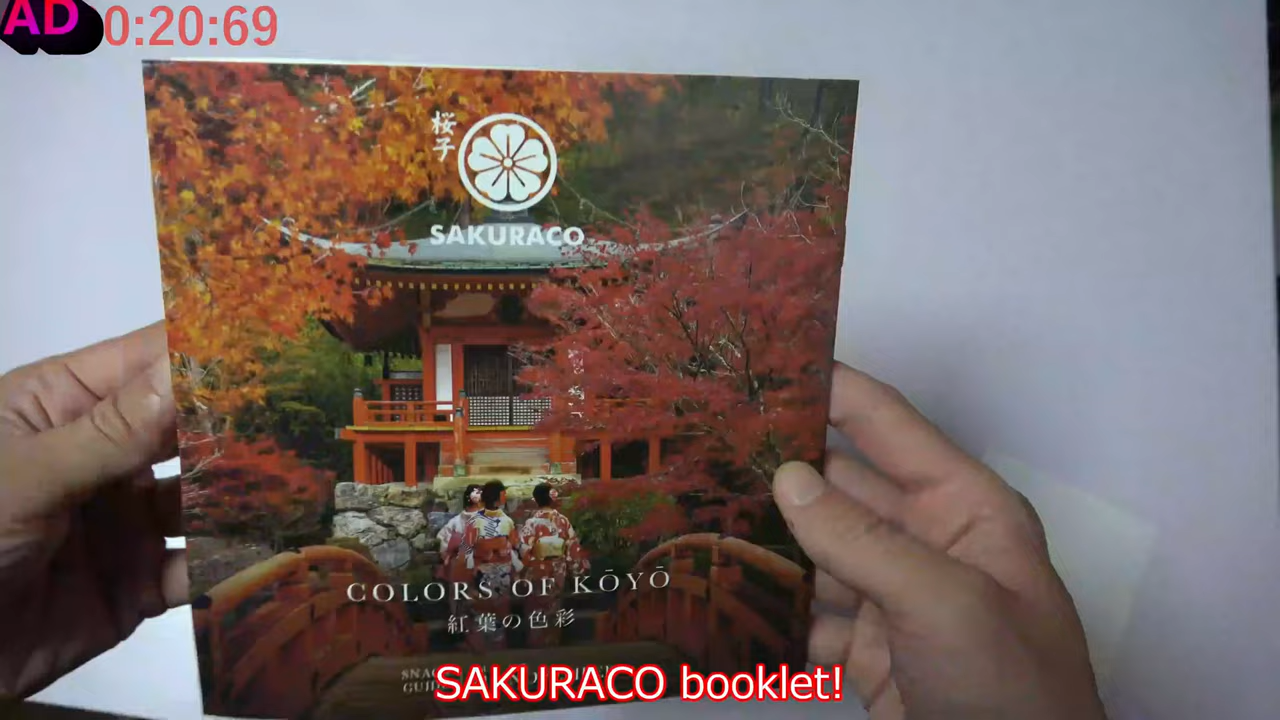 AD
0:20:69
桜子
SAKURACO
COLORS OF KŌYŌ
紅葉の色彩
SAKURACO booklet!